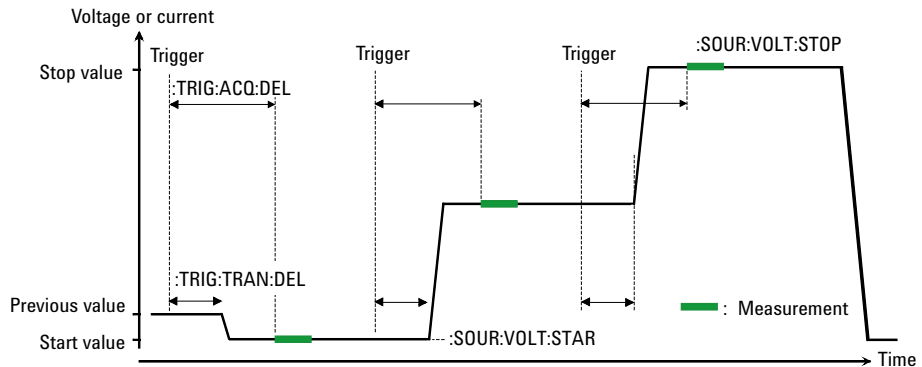 Voltage or current
Trigger
Trigger
Trigger
:SOUR:VOLT:STOP
Stop value
:TRIG:ACQ:DEL
:TRIG:TRAN:DEL
Previous value
: Measurement
Start value
:SOUR:VOLT:STAR
Time